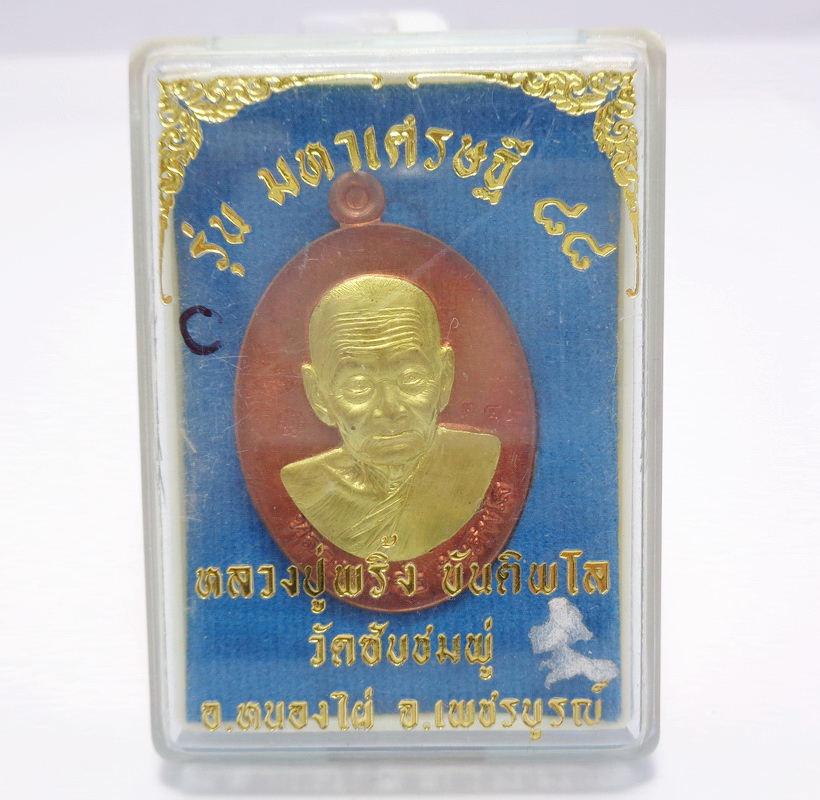 รุ่น มหาเศรษฐี ๘๘
C
หลวงปู่พริ้ง ขันติพโล
วัดซับชมพู่
อ.หนองไผ่ จ.เพชรบูรณ์